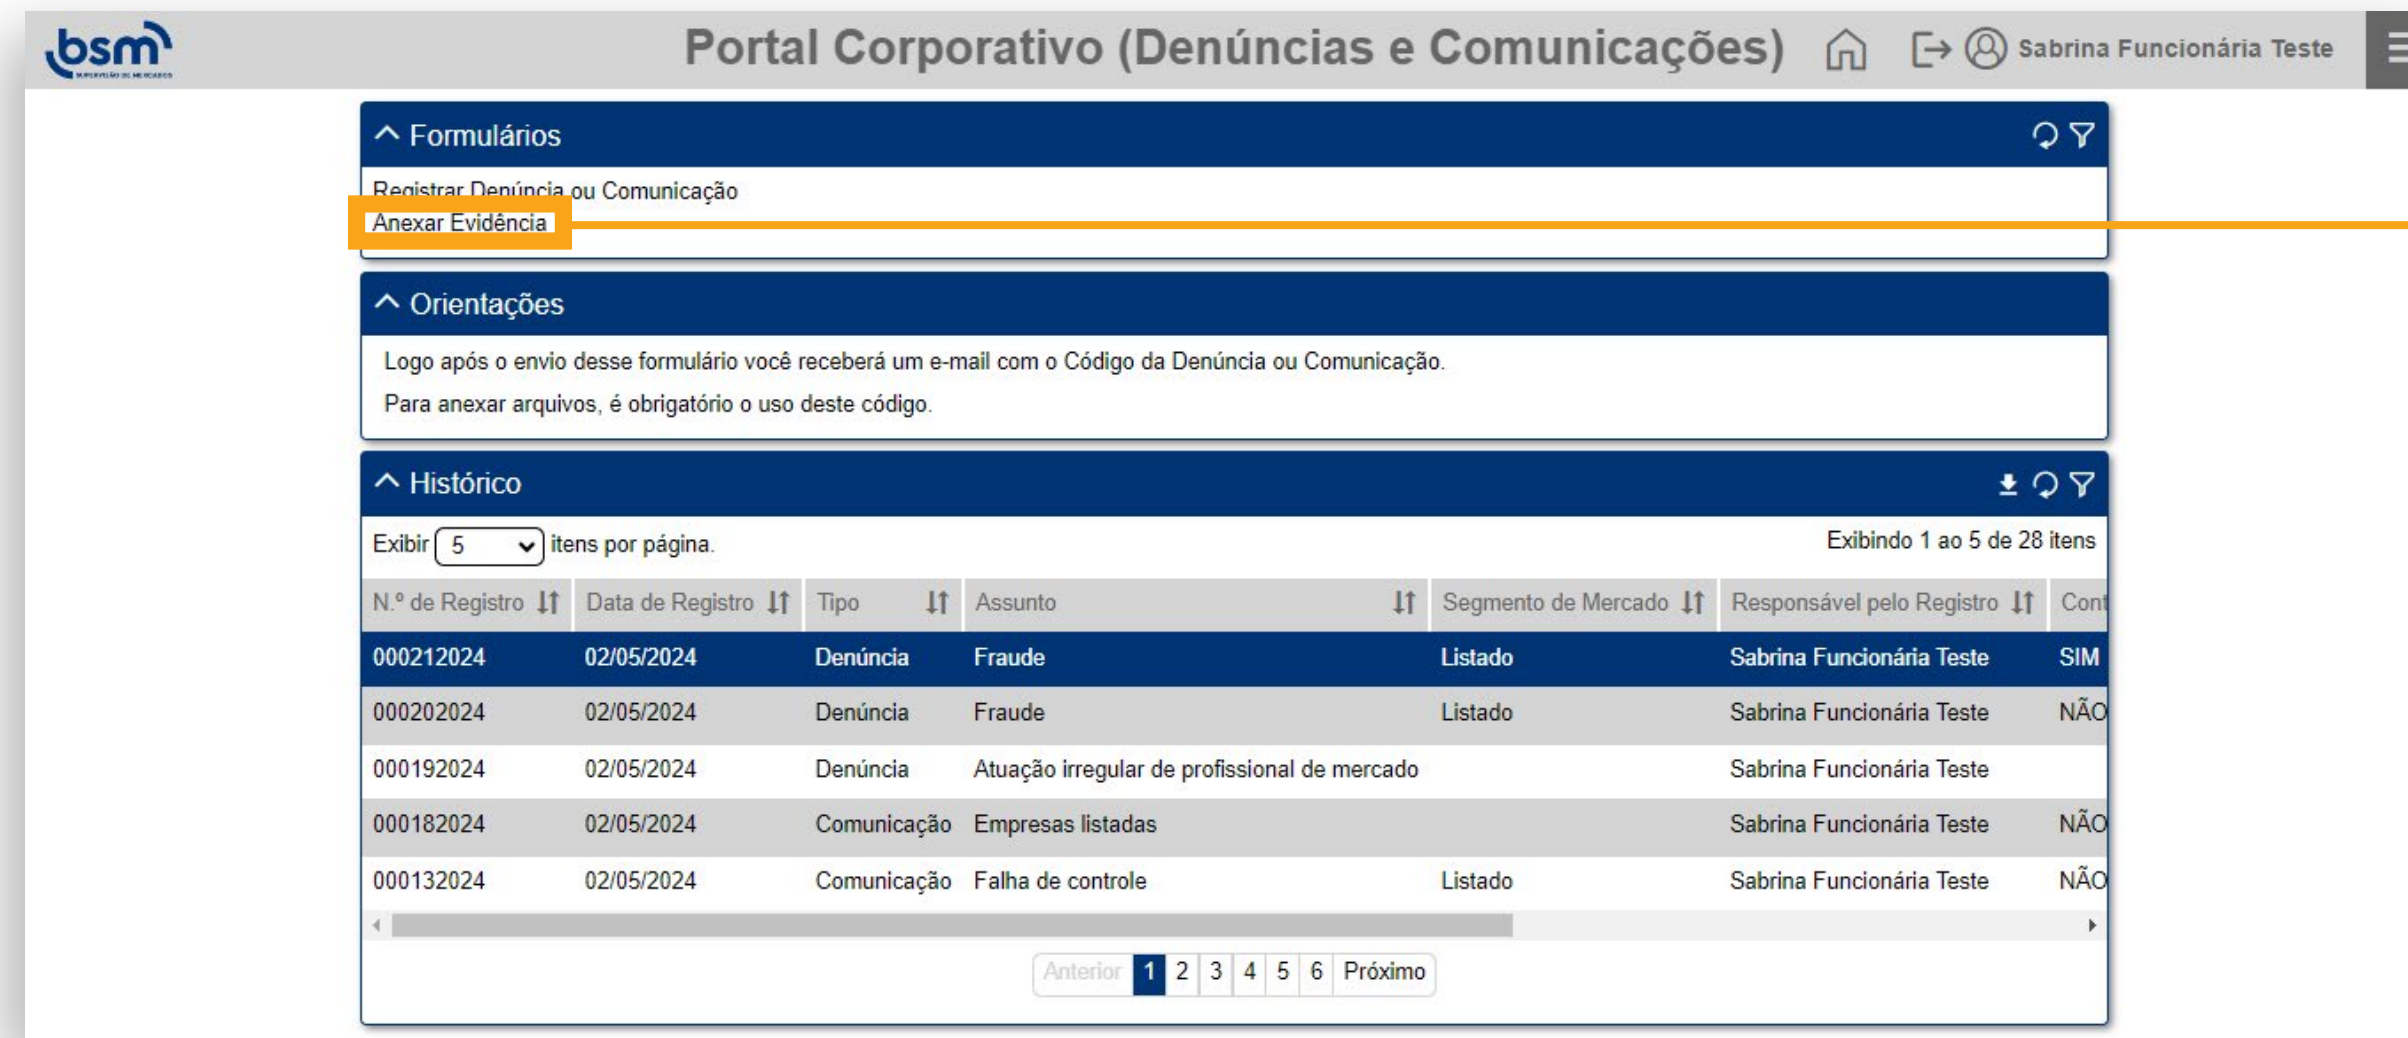 bsm
SUPERVISÃO DE MERCADOS
Portal Corporativo (Denúncias e Comunicações)
Sabrina Funcionária Teste
Formulários
Registrar Denúncia ou Comunicação
Anexar Evidência
Orientações
Logo após o envio desse formulário você receberá um e-mail com o Código da Denúncia ou Comunicação.
Para anexar arquivos, é obrigatório o uso deste código.
Histórico
Exibir 5 itens por página. Exibindo 1 ao 5 de 28 itens
N.º de Registro Data de Registro Tipo Assunto Segmento de Mercado Responsável pelo Registro Cont
000212024 02/05/2024 Denúncia Fraude Listado Sabrina Funcionária Teste SIM
000202024 02/05/2024 Denúncia Fraude Listado Sabrina Funcionária Teste NÃO
000192024 02/05/2024 Denúncia Atuação irregular de profissional de mercado Sabrina Funcionária Teste
000182024 02/05/2024 Comunicação Empresas listadas Sabrina Funcionária Teste NÃO
000132024 02/05/2024 Comunicação Falha de controle Listado Sabrina Funcionária Teste NÃO
Anterior 1 2 3 4 5 6 Próximo